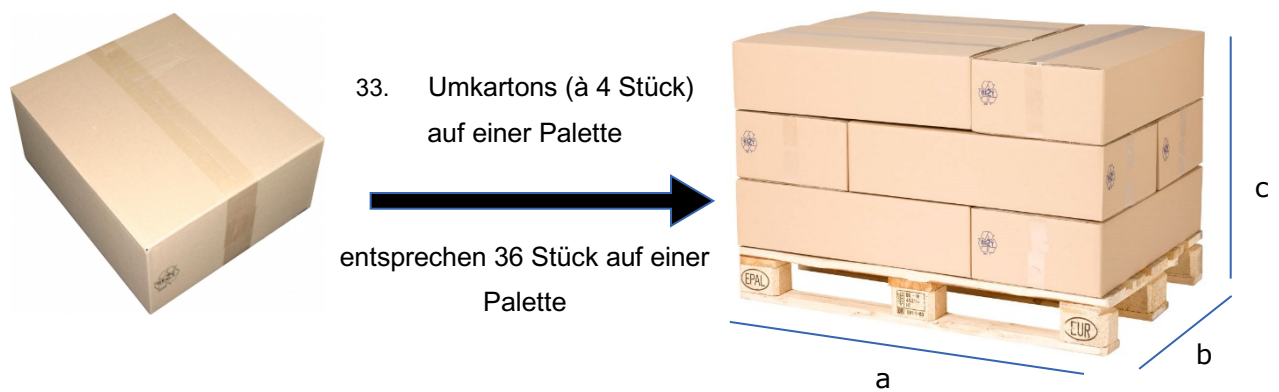 33. Umkartons (à 4 Stück)
auf einer Palette
entsprechen 36 Stück auf einer
Palette
EPAL
EUR
a
b
c